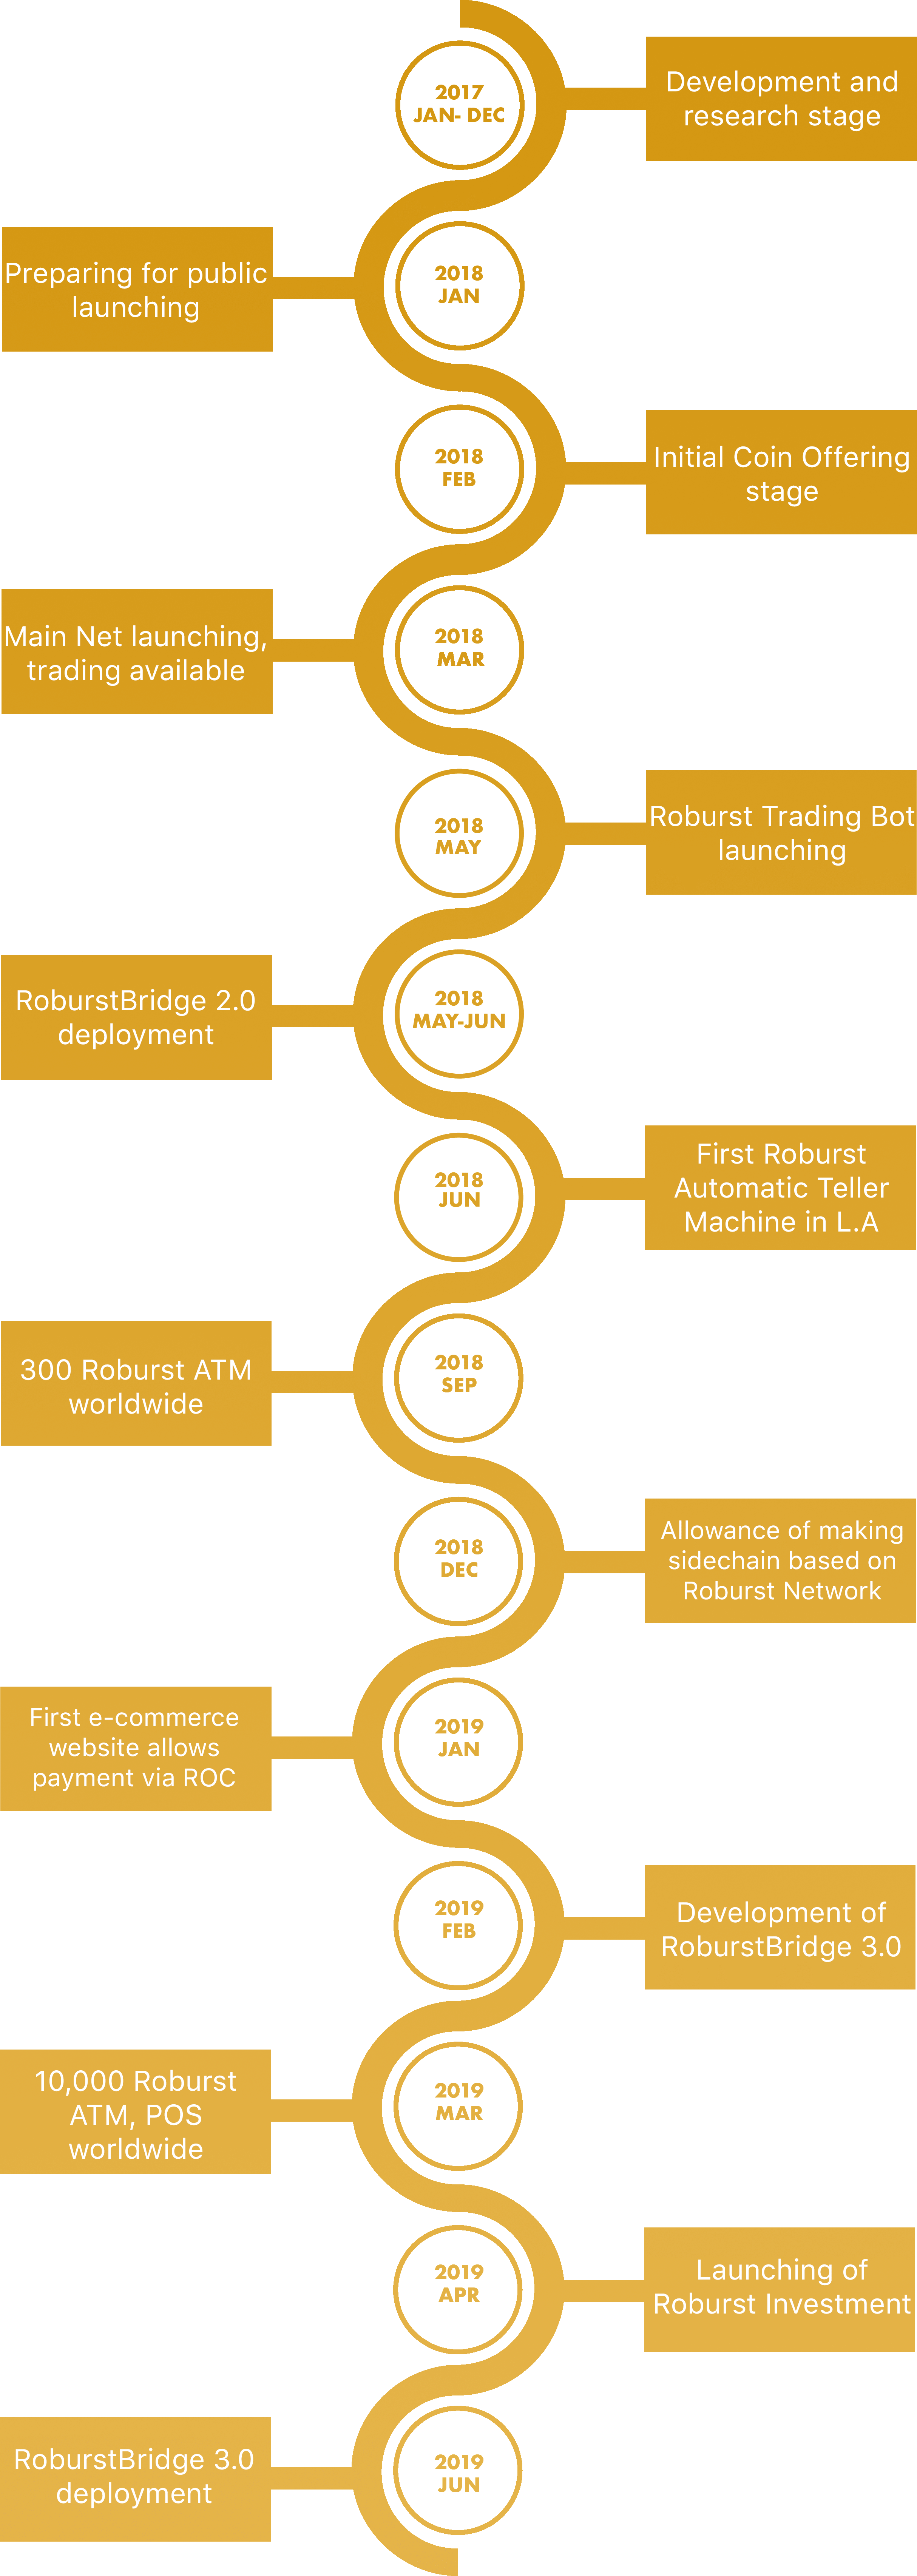 2017
JAN- DEC
Development and
research stage
2018
JAN
Preparing for public
launching
2018
FEB
Initial Coin Offering
stage
2018
MAR
Main Net launching,
trading available
2018
MAY
Roburst Trading Bot
launching
2018
MAY-JUN
RoburstBridge 2.0
deployment
2018
JUN
First Roburst
Automatic Teller
Machine in L.A
2018
SEP
300 Roburst ATM
worldwide
2018
DEC
Allowance of making
sidechain based on
Roburst Network
2019
JAN
First e-commerce
website allows
payment via ROC
2019
FEB
Development of
RoburstBridge 3.0
2019
MAR
10,000 Roburst
ATM, POS
worldwide
2019
APR
Launching of
Roburst Investment
2019
JUN
RoburstBridge 3.0
deployment